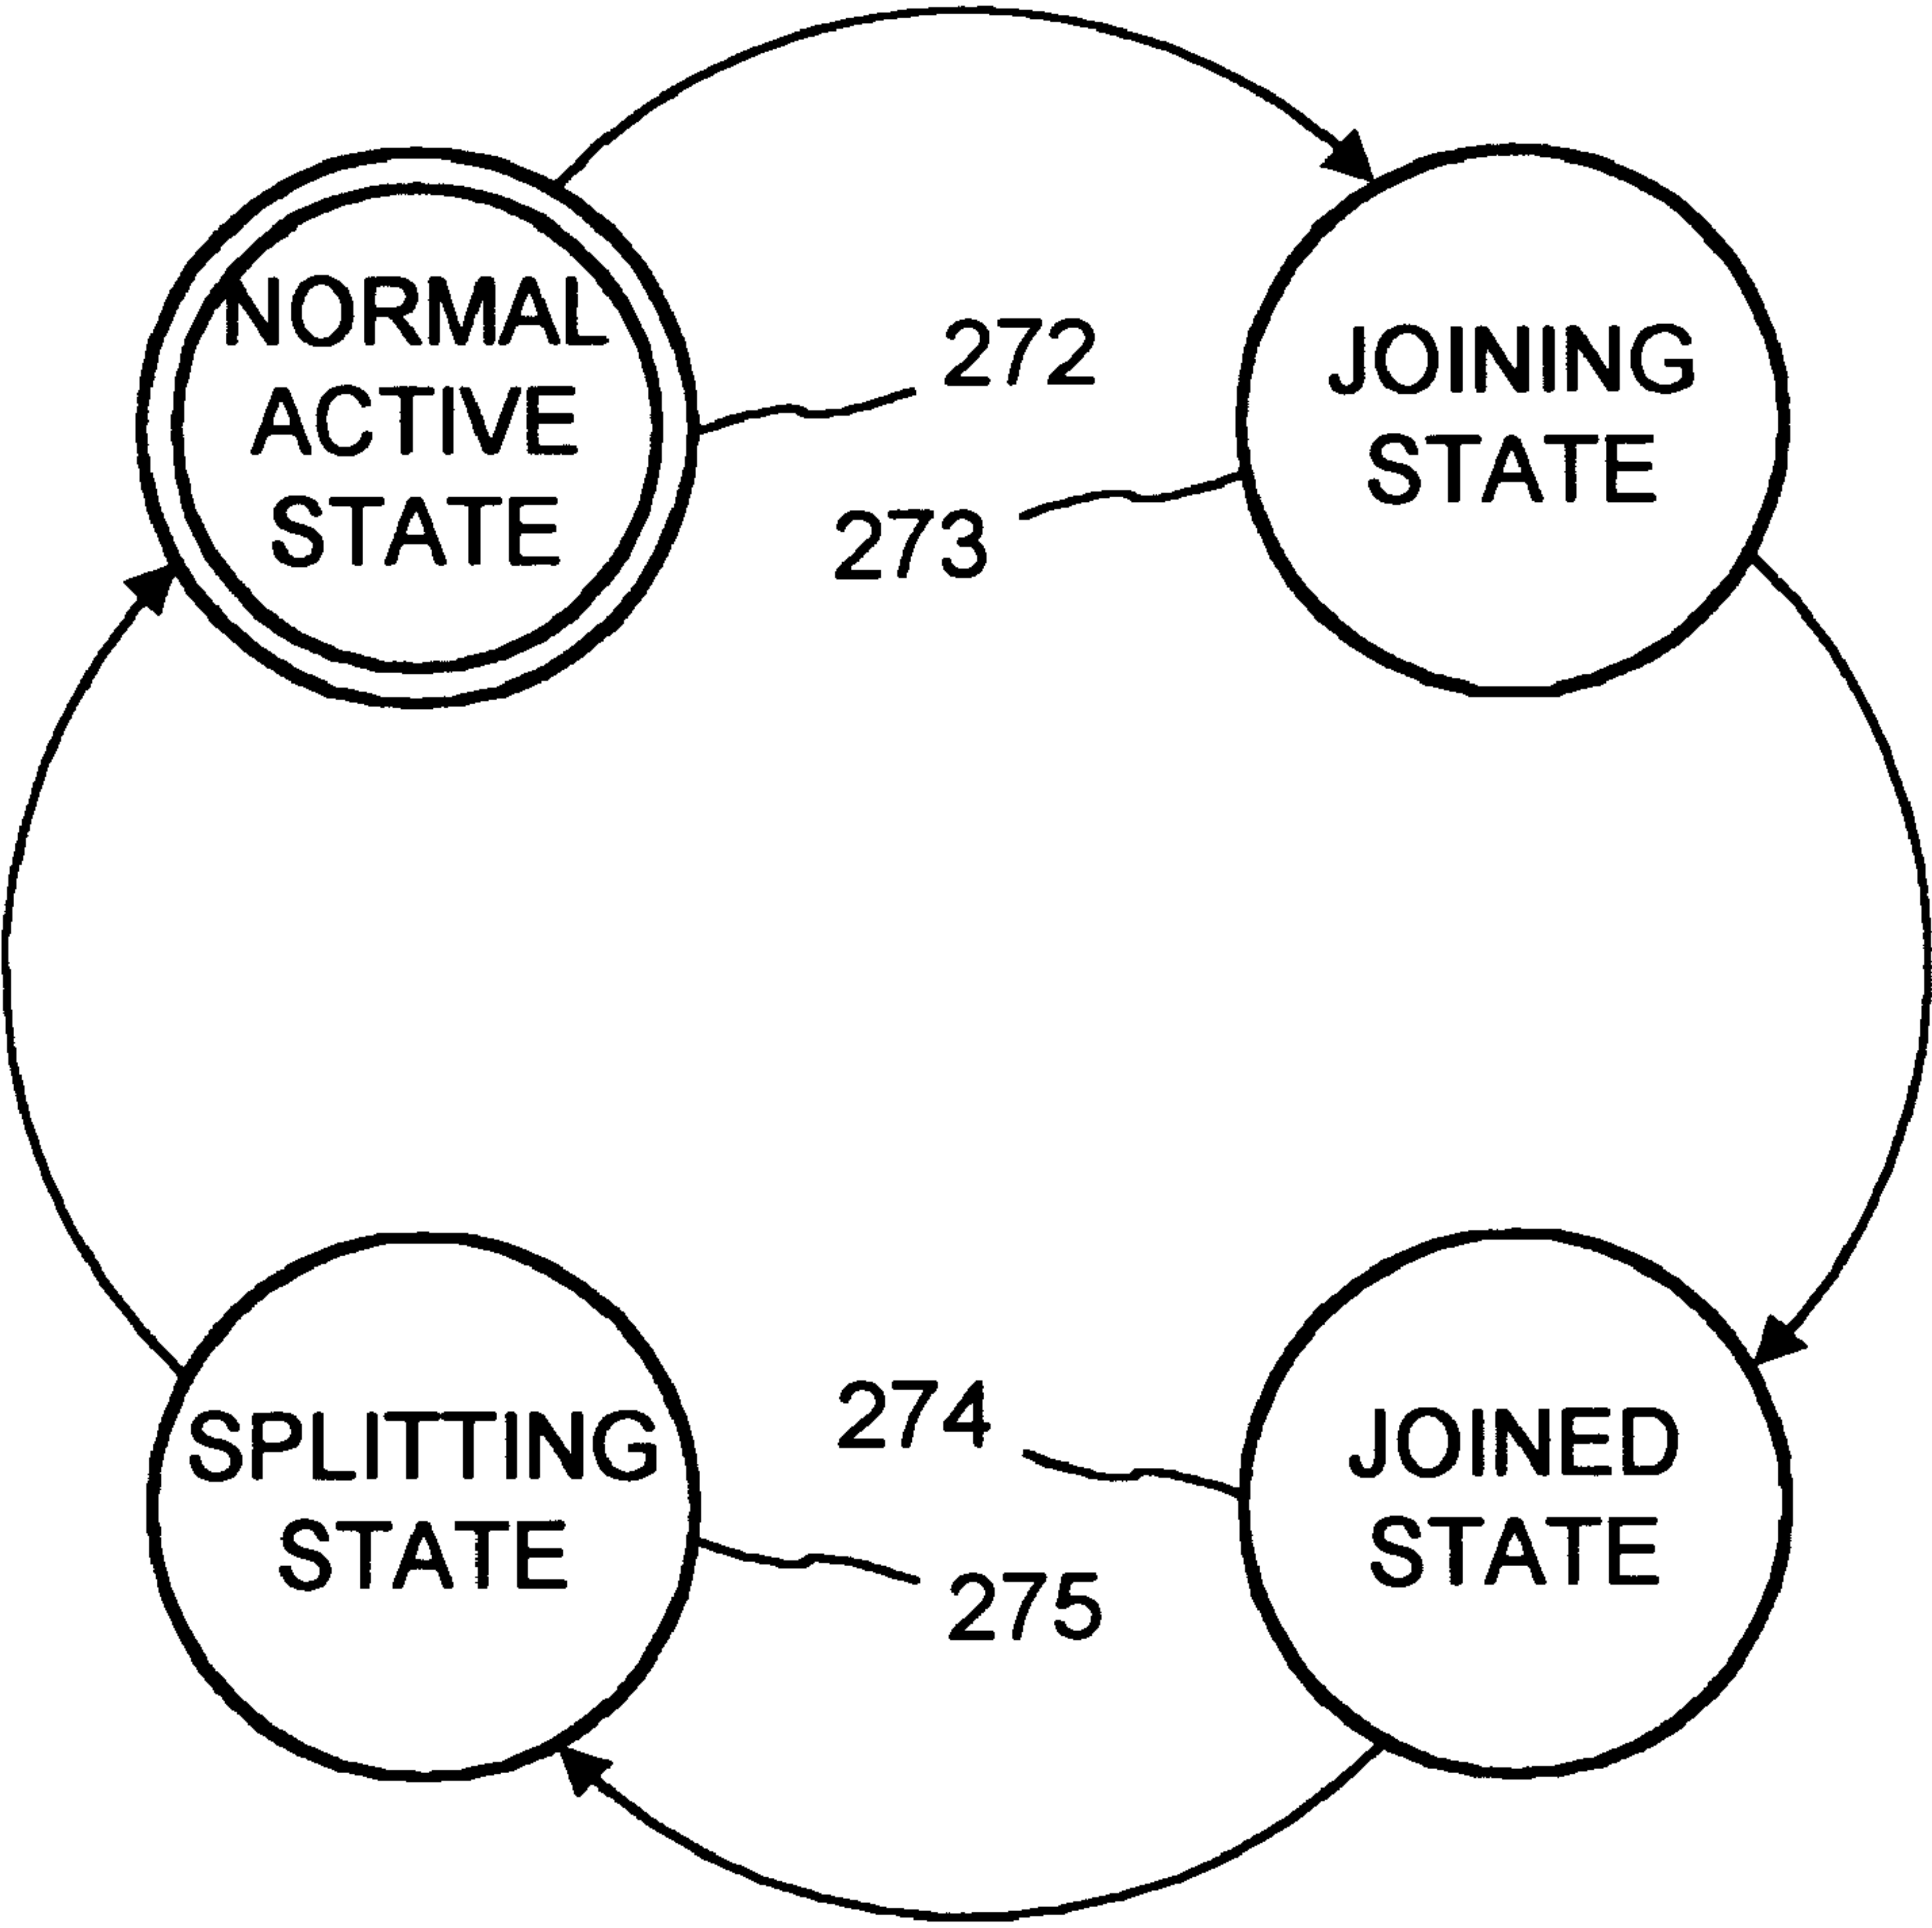 NORMAL
ACTIVE
STATE
272
JOINING
STATE
273
SPLITTING
STATE
274
JOINED
STATE
275